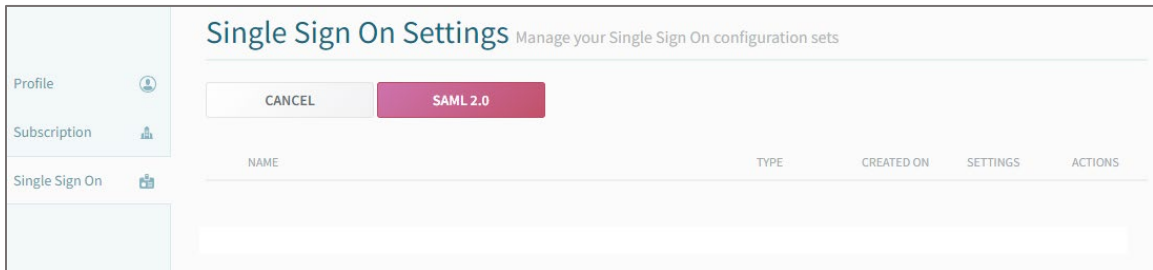 Single Sign On Settings Manage your Single Sign On configuration sets
Profile
CANCEL SAML 2.0
Subscription
NAME TYPE CREATED ON SETTINGS ACTIONS
Single Sign On